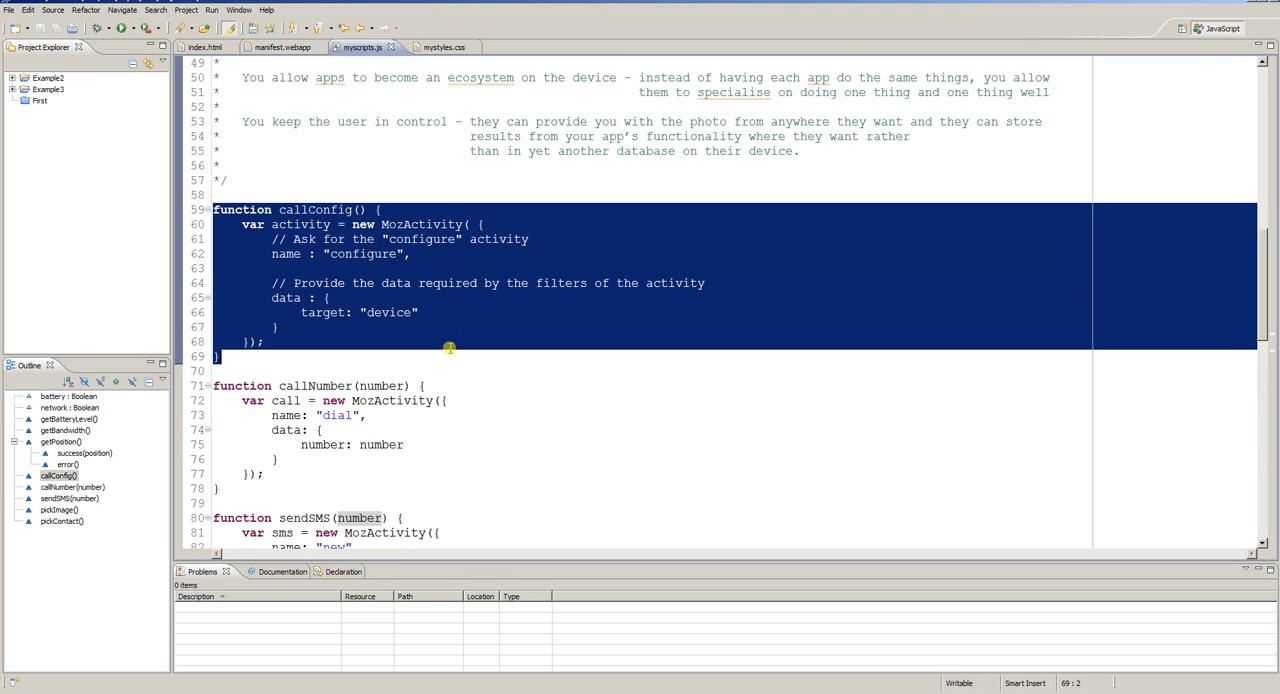 File Edit Source Refactor Navigate Search Project Run Window Help
JavaScript
Project Explorer
index.html manifest.webapp myscripts.js mystyles.css
Example2
Example3
First
49 *
50 * You allow apps to become an ecosystem on the device – instead of having each app do the same things, you allow
51 * them to specialise on doing one thing and one thing well
52 *
53 * You keep the user in control – they can provide you with the photo from anywhere they want and they can store
54 * results from your app’s functionality where they want rather
55 * than in yet another database on their device.
56 *
57 */
58
59 function callConfig() {
60 var activity = new MozActivity( {
61 // Ask for the "configure" activity
62 name : "configure",
63
64 // Provide the data required by the filters of the activity
65 data : {
66 target: "device"
67 }
68 });
69 }
70
71 function callNumber(number) {
72 var call = new MozActivity({
73 name: "dial",
74 data: {
75 number: number
76 }
77 });
78 }
79
80 function sendSMS(number) {
81 var sms = new MozActivity({
82 name: "new"
Outline
battery : Boolean
network : Boolean
getBatteryLevel()
getBandwidth()
getPosition()
success(position)
error()
callConfig()
callNumber(number)
sendSMS(number)
pickImage()
pickContact()
Problems Documentation Declaration
0 items
Description Resource Path Location Type
Writable Smart Insert 69 : 2